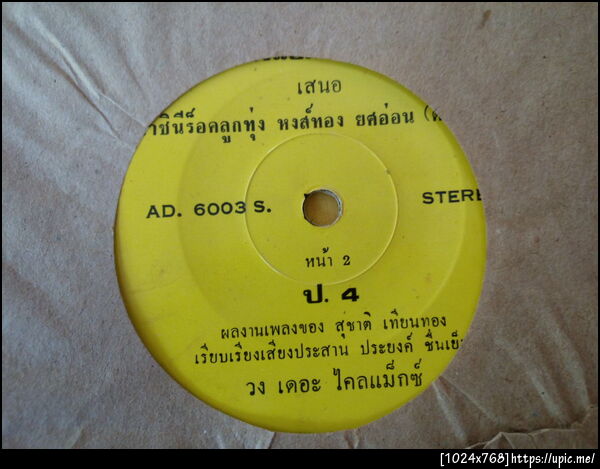 เสนอ
าชินีร็อคลูกทุ่ง หงส์ทอง ยศอ่อน (ด
AD. 6003 S.
STERE
หน้า 2
ป. 4
ผลงานเพลงของ สุชาติ เทียนทอง
เรียบเรียงเสียงประสาน ประยงค์ ชื่นเย็
วง เดอะ ไคลแม็กซ์
[1024x768]https://upic.me/